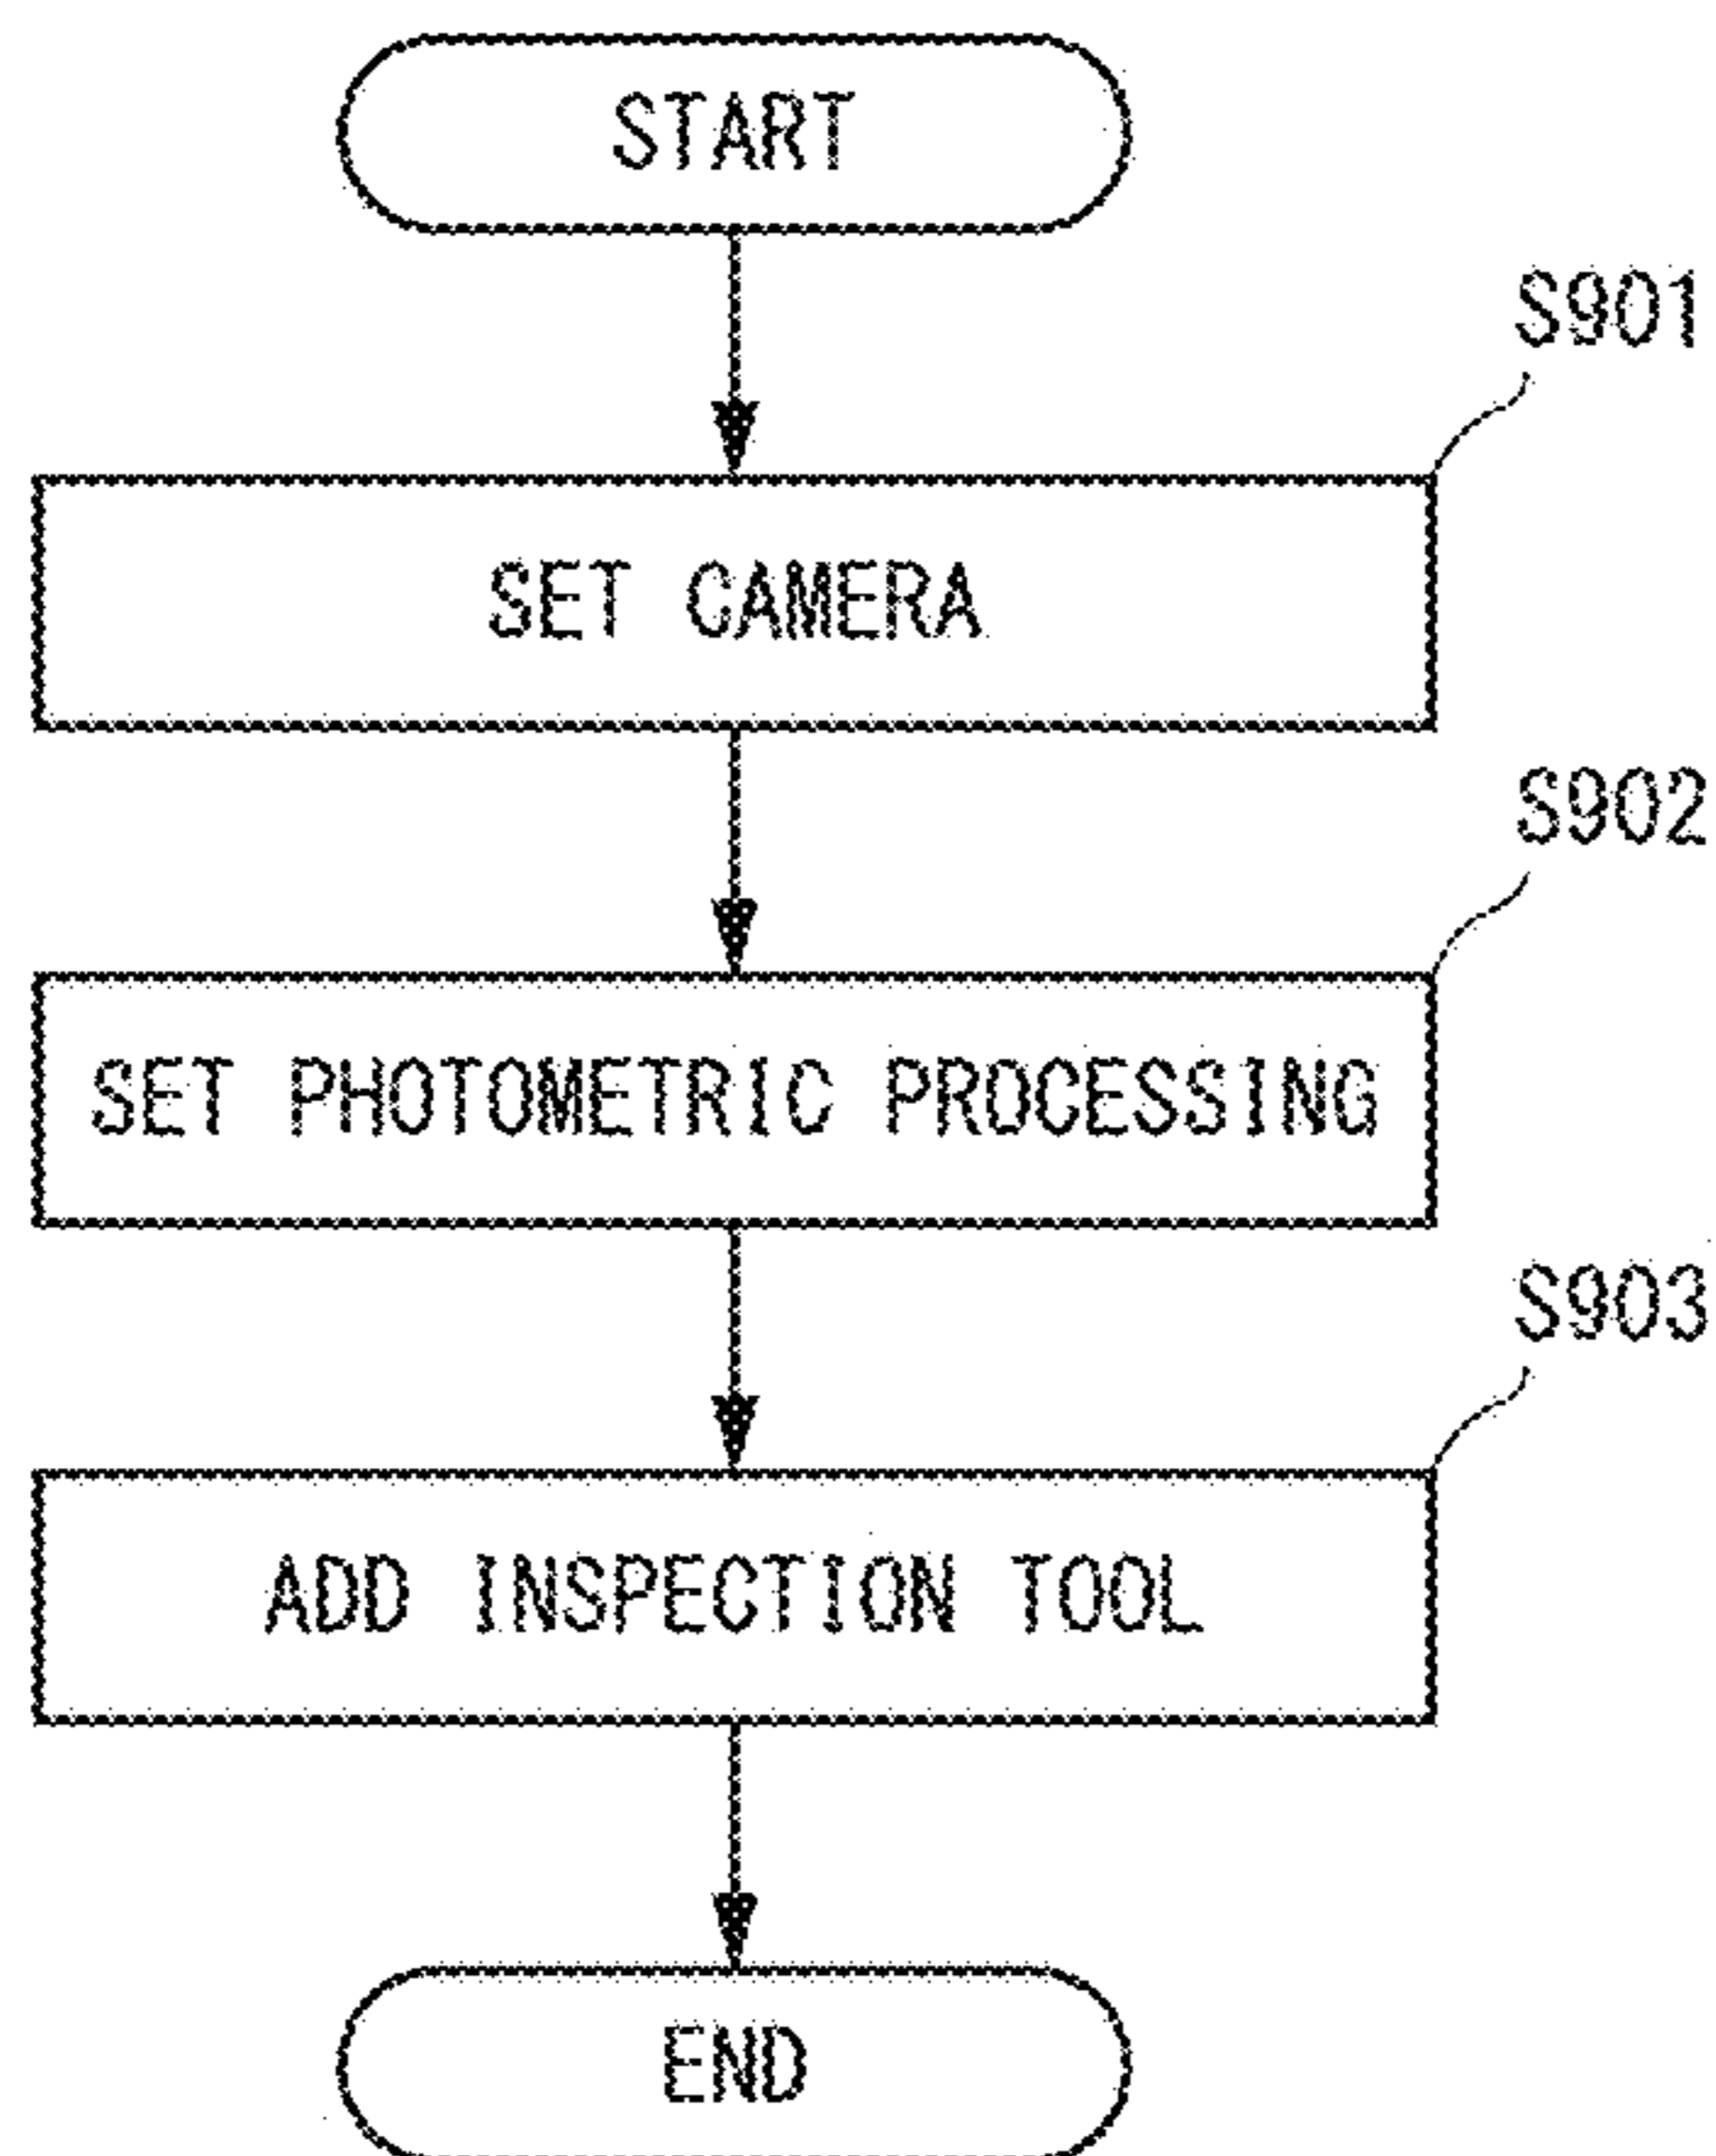 START
S901
SET CAMERA
S902
SET PHOTOMETRIC PROCESSING
S903
ADD INSPECTION TOOL
END